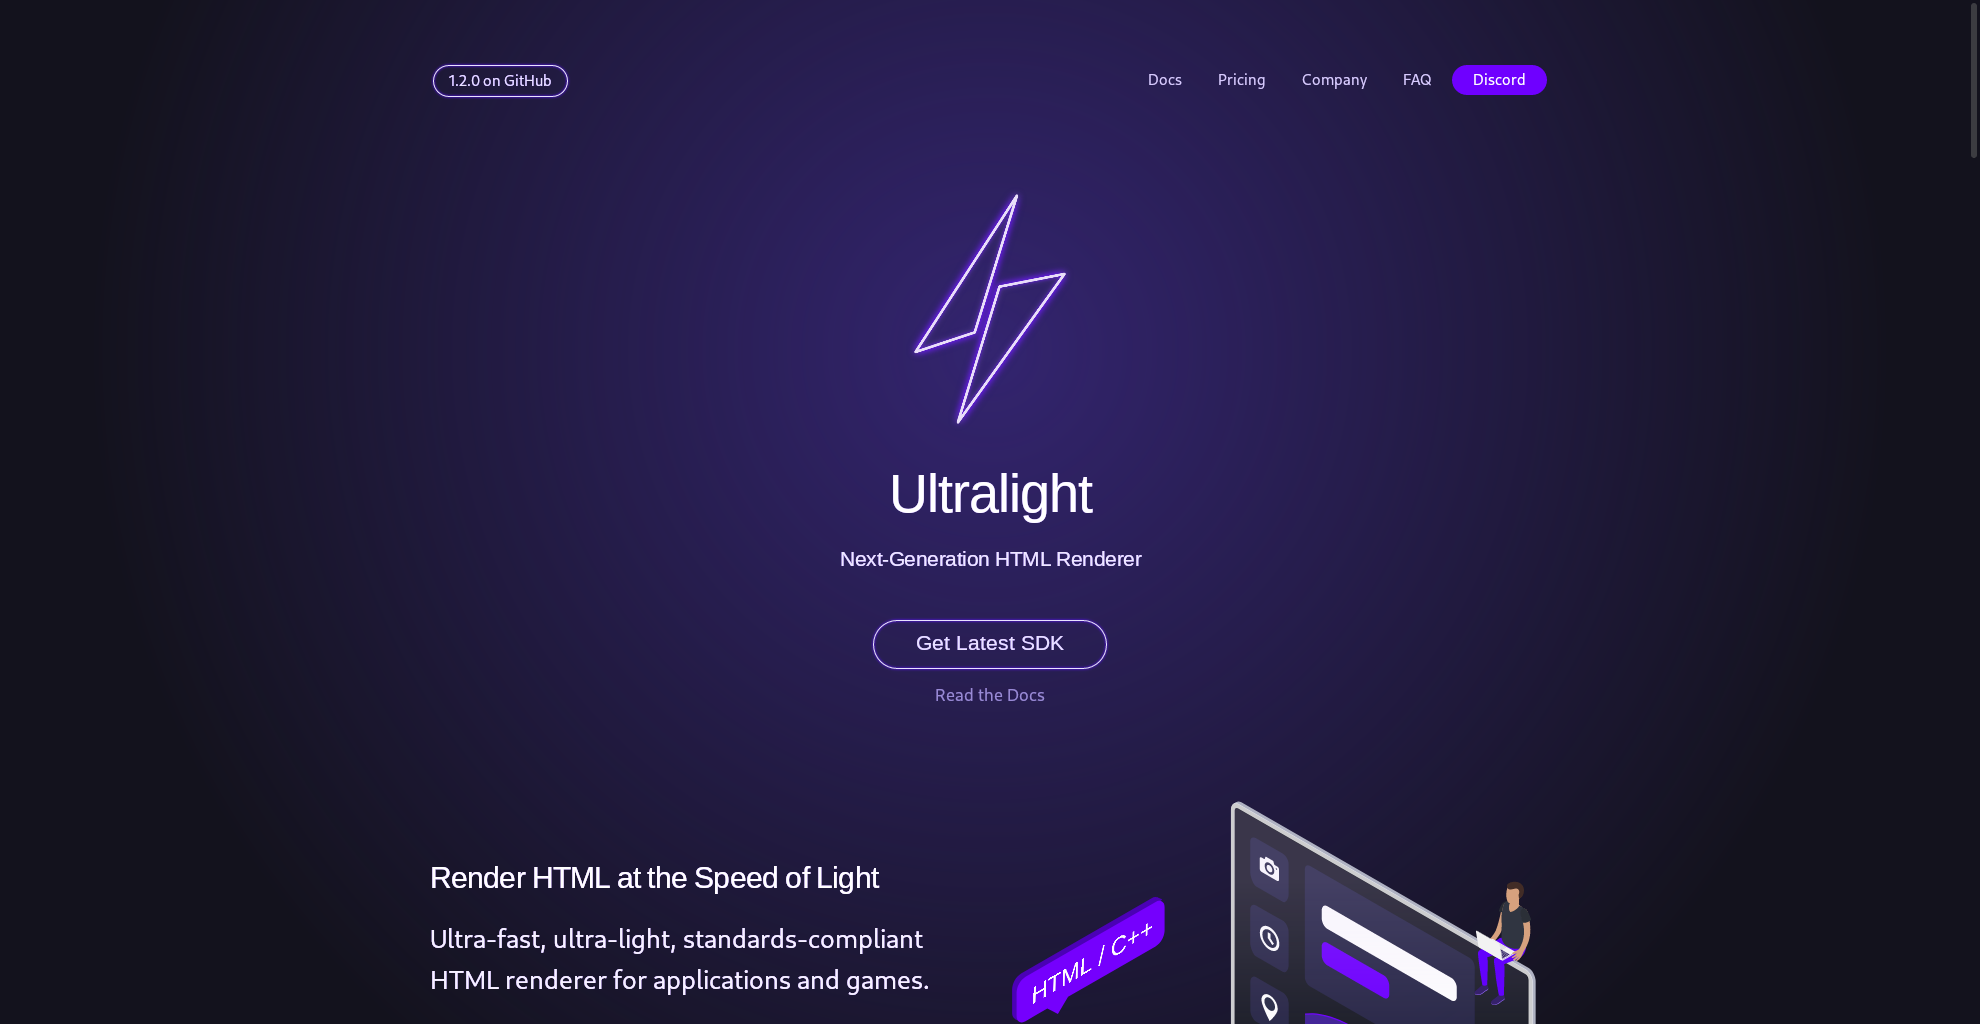 1.2.0 on GitHub
Docs
Pricing
Company
FAQ
Discord
Ultralight
Next-Generation HTML Renderer
Get Latest SDK
Read the Docs
Render HTML at the Speed of Light
Ultra-fast, ultra-light, standards-compliant
HTML renderer for applications and games.
HTML / C++